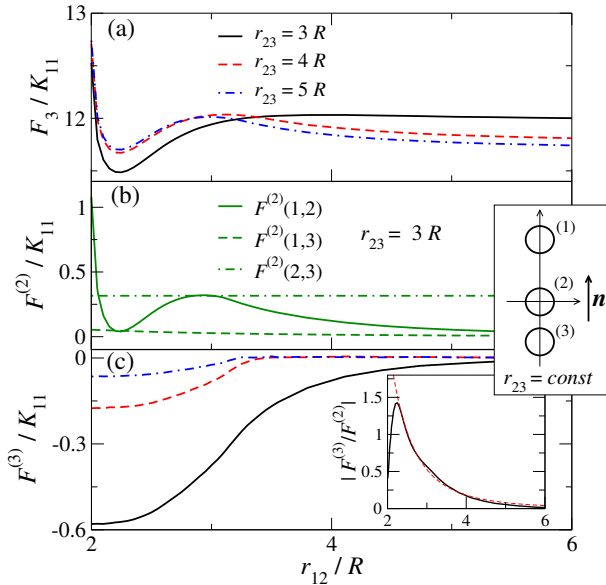 13
(a)
r₂₃ = 3 R
r₂₃ = 4 R
r₂₃ = 5 R
F₃ / K₁₁
12
(b)
F⁽²⁾(1,2)
F⁽²⁾(1,3)
F⁽²⁾(2,3)
r₂₃ = 3 R
F⁽²⁾ / K₁₁
1
0.5
0
(1)
(2)
(3)
n
r₂₃ = const
(c)
F⁽³⁾ / K₁₁
0
-0.3
-0.6
| F⁽³⁾/F⁽²⁾ |
1.5
1
0.5
0
2
4
6
2
3
4
5
6
r₁₂ / R